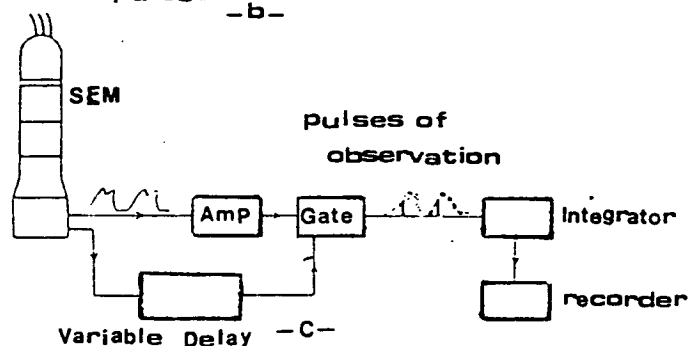 -b-
SEM
pulses of
observation
Amp
Gate
Integrator
recorder
Variable Delay -C-